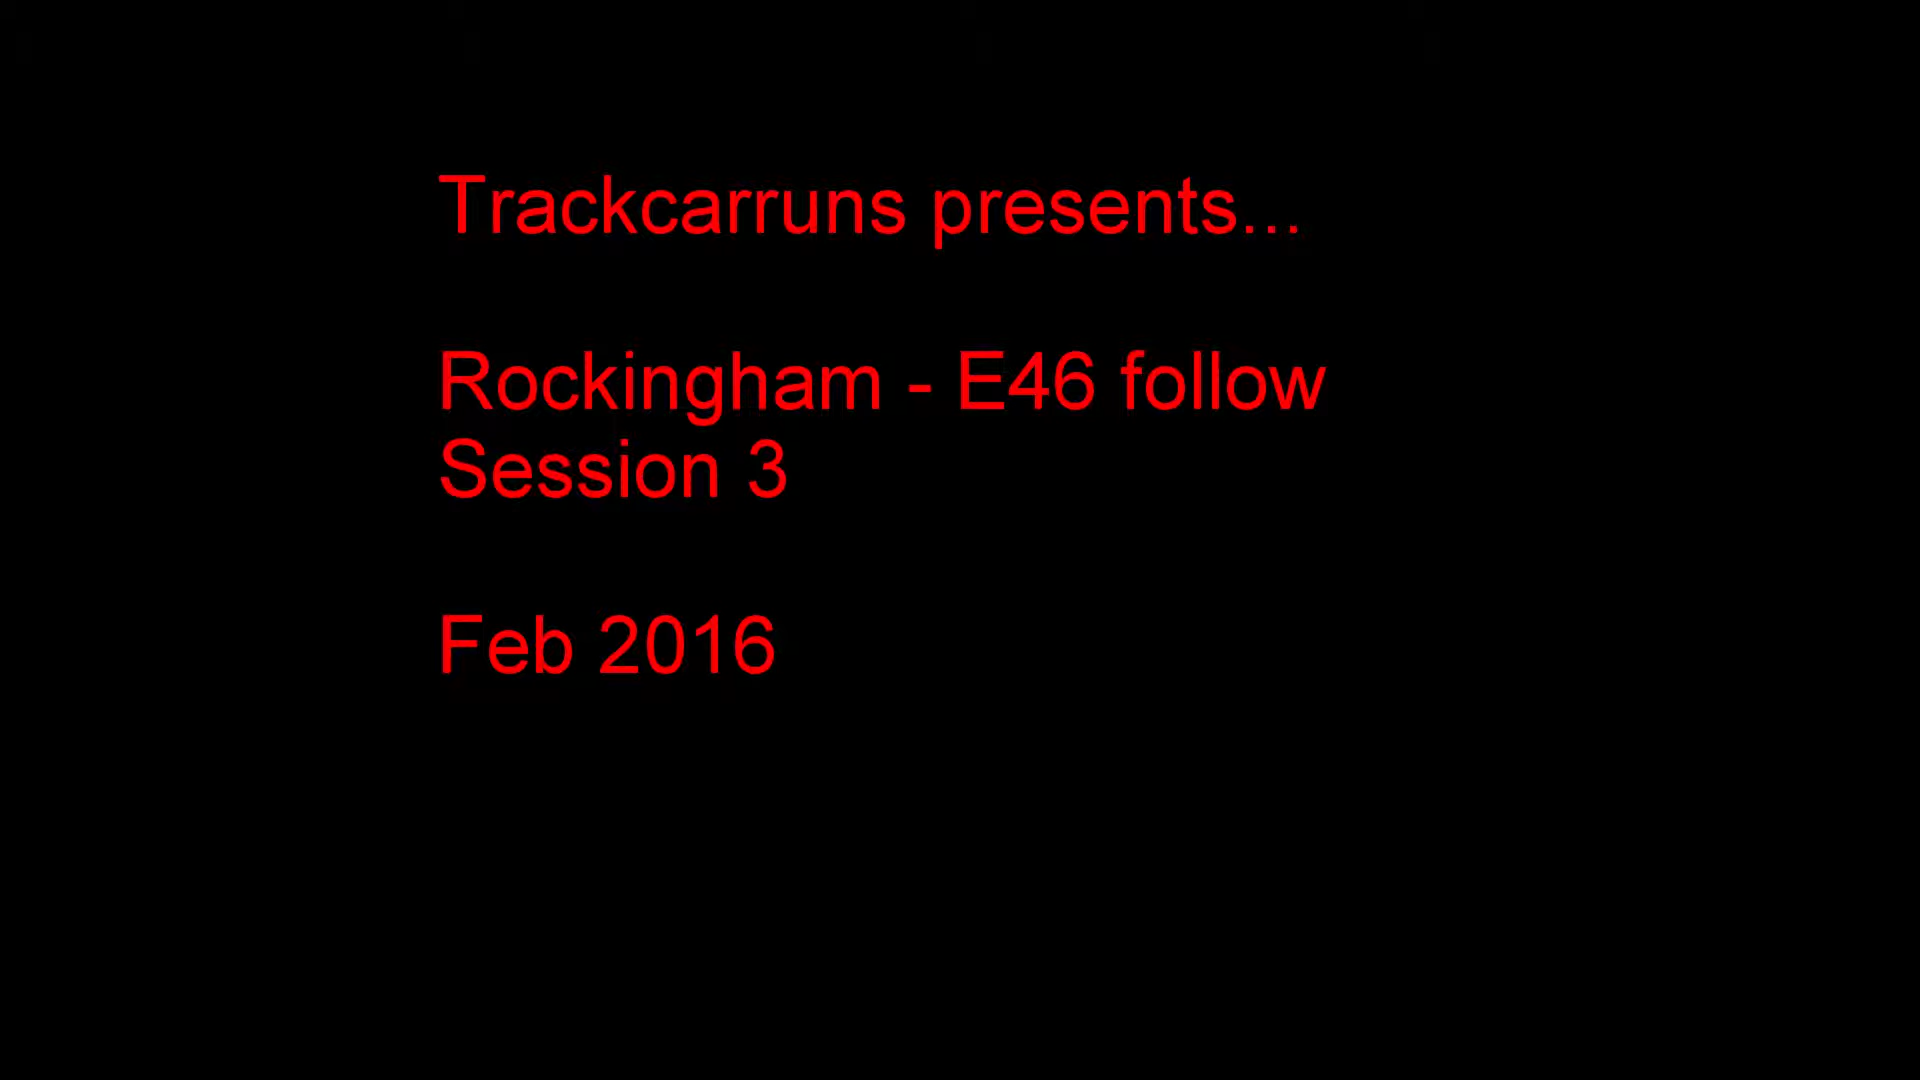 Trackcarruns presents...
Rockingham - E46 follow
Session 3
Feb 2016